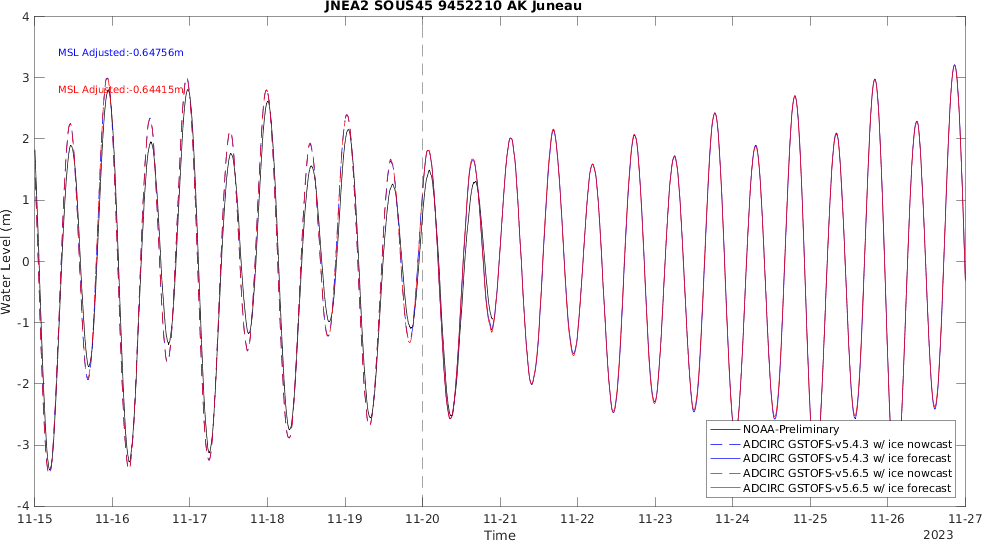 JNEA2 SOUS45 9452210 AK Juneau
MSL Adjusted:-0.64756m
MSL Adjusted:-0.64415m
Water Level (m)
4
3
2
1
0
-1
-2
-3
-4
NOAA-Preliminary
ADCIRC GSTOFS-v5.4.3 w/ ice nowcast
ADCIRC GSTOFS-v5.4.3 w/ ice forecast
ADCIRC GSTOFS-v5.6.5 w/ ice nowcast
ADCIRC GSTOFS-v5.6.5 w/ ice forecast
11-15 11-16 11-17 11-18 11-19 11-20 11-21 11-22 11-23 11-24 11-25 11-26 11-27
Time
2023